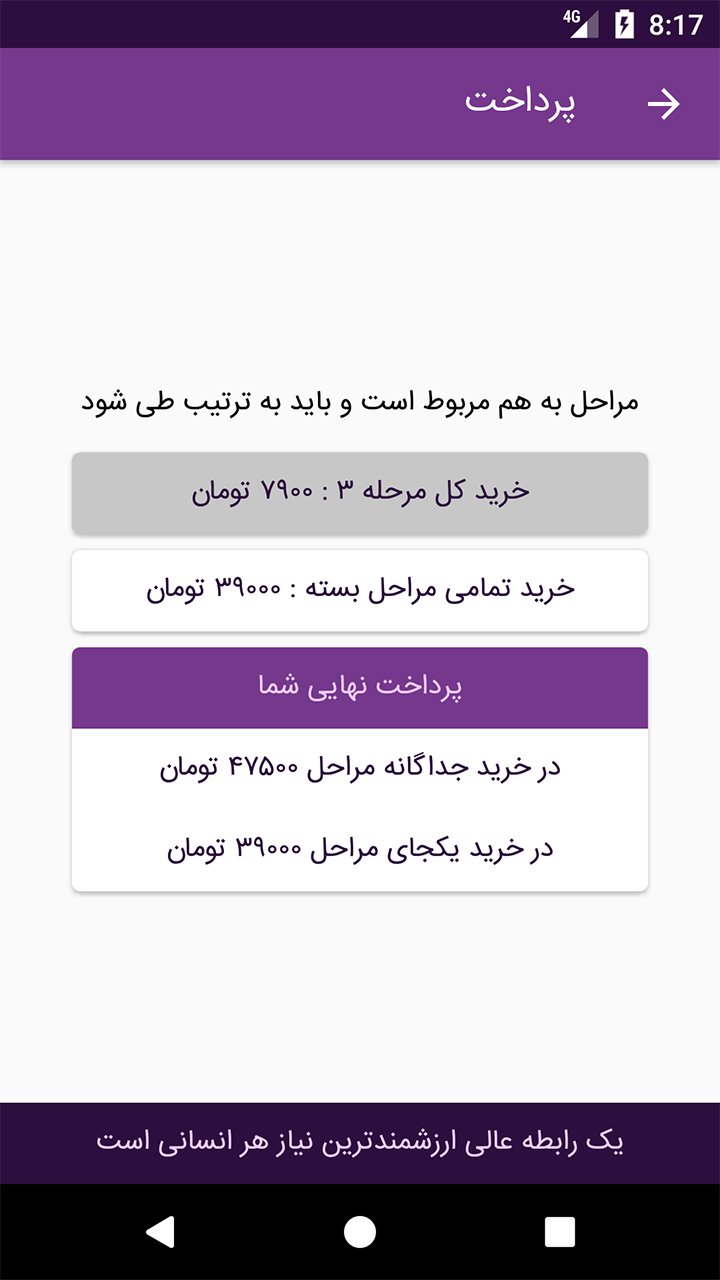 4G 8:17
پرداخت
مراحل به هم مربوط است و باید به ترتیب طی شود
خرید کل مرحله ۳ : ۷۹۰۰ تومان
خرید تمامی مراحل بسته : ۳۹۰۰۰ تومان
پرداخت نهایی شما
در خرید جداگانه مراحل ۴۷۵۰۰ تومان
در خرید یکجای مراحل ۳۹۰۰۰ تومان
یک رابطه عالی ارزشمندترین نیاز هر انسانی است